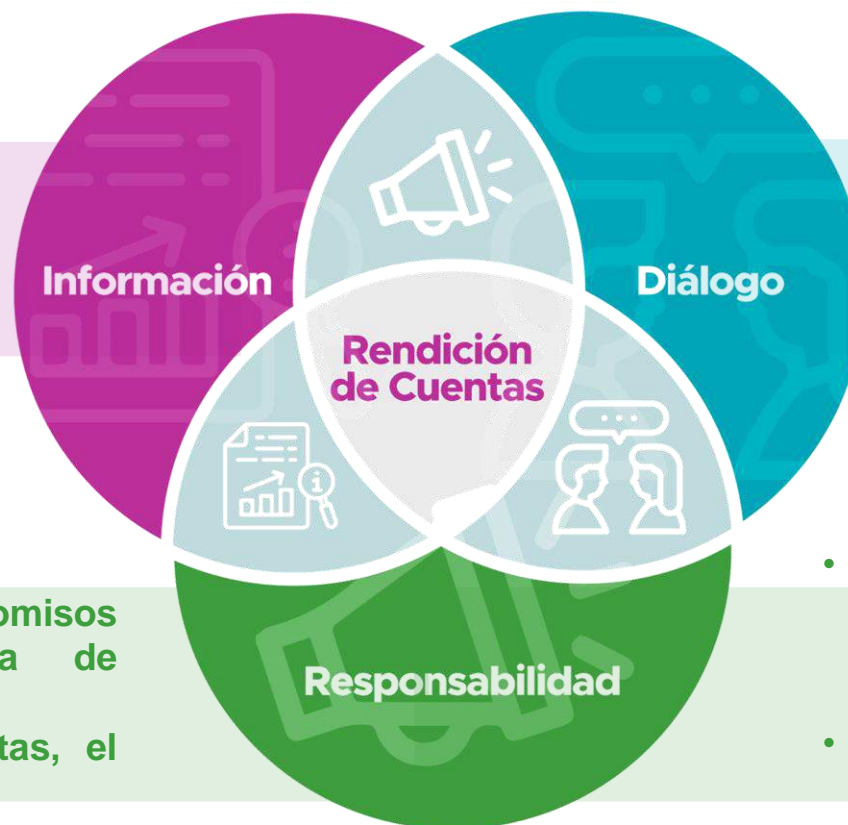 Información
Diálogo
Rendición
de Cuentas
omisos
a de
tas, el
Responsabilidad